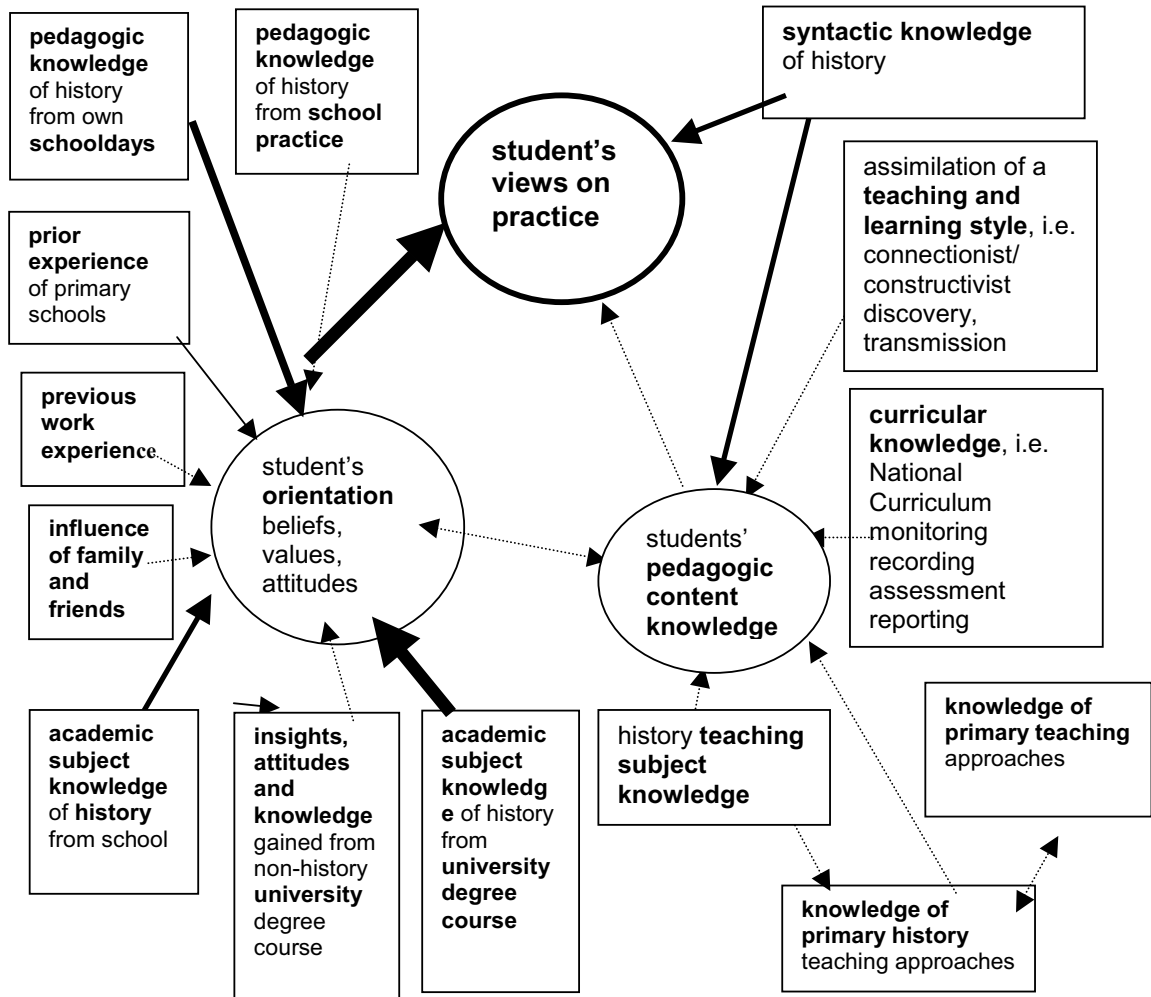 pedagogic
knowledge
of history
from own
schooldays
pedagogic
knowledge
of history
from school
practice
syntactic knowledge
of history
student's
views on
practice
assimilation of a
teaching and
learning style, i.e.
connectionist/
constructivist
discovery,
transmission
prior
experience
of primary
schools
previous
work
experience
curricular
knowledge, i.e.
National
Curriculum
monitoring
recording
assessment
reporting
student's
orientation
beliefs,
values,
attitudes
influence
of family
and
friends
students'
pedagogic
content
knowledge
academic
subject
knowledge
of history
from school
insights,
attitudes
and
knowledge
gained from
non-history
university
degree
course
academic
subject
knowledg
e of history
from
university
degree
course
history teaching
subject
knowledge
knowledge of
primary teaching
approaches
knowledge of
primary history
teaching approaches